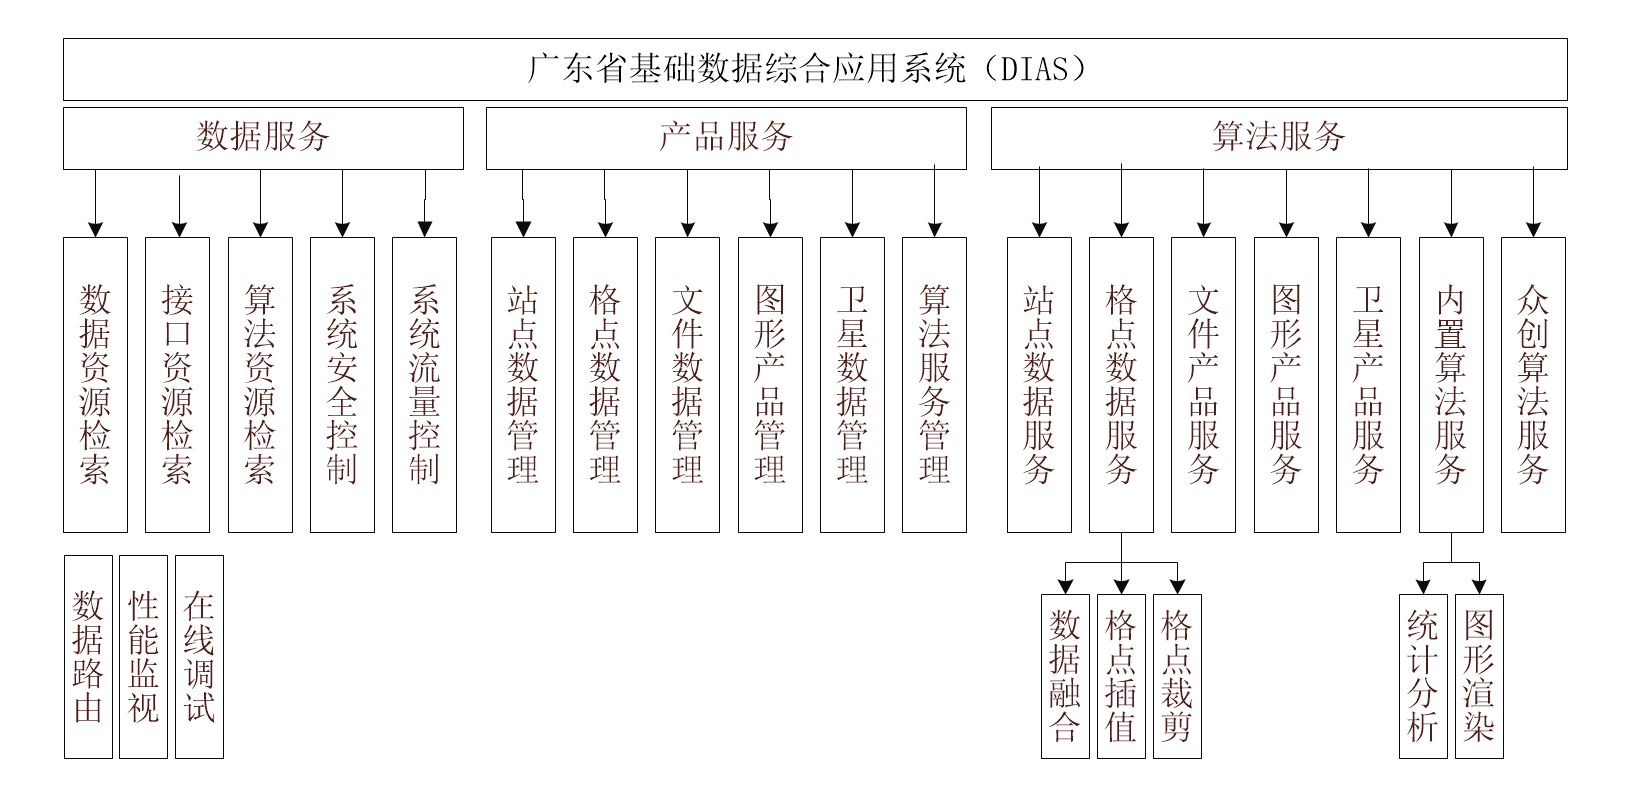 广东省基础数据综合应用系统（DIAS）
数据服务
产品服务
算法服务
数据资源检索
接口资源检索
算法资源检索
系统安全控制
系统流量控制
站点数据管理
格点数据管理
文件数据管理
图形产品管理
卫星数据管理
算法服务管理
站点数据服务
格点数据服务
文件产品服务
图形产品服务
卫星产品服务
内置算法服务
众创算法服务
数据路由
性能监视
在线调试
数据融合
格点插值
格点裁剪
统计分析
图形渲染